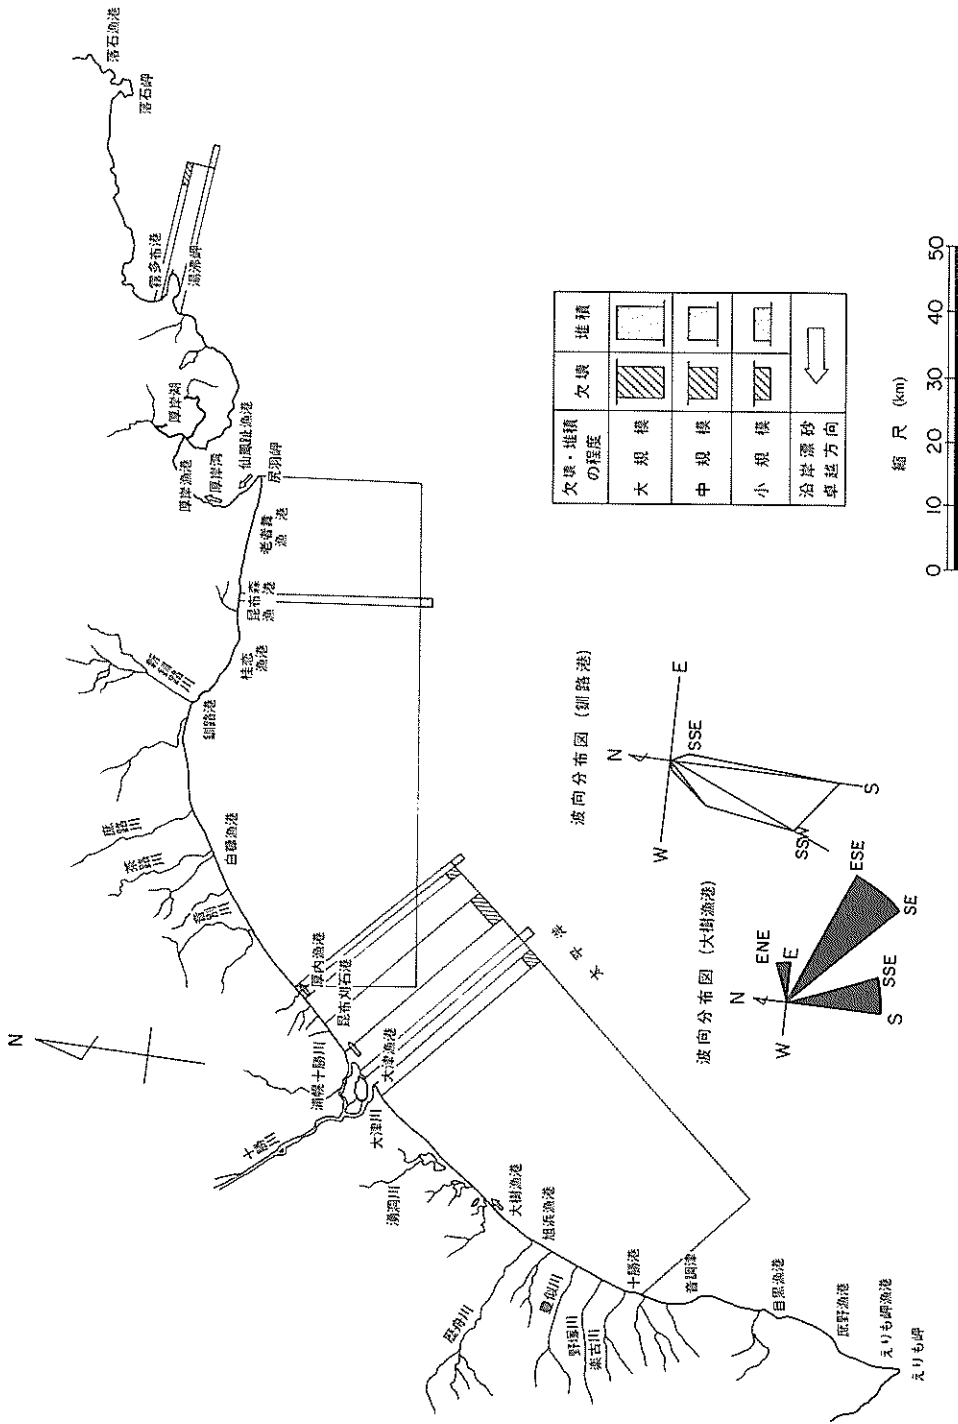 落石漁港
落石岬
霧多布港
湯沸岬
厚岸湖
厚岸漁港
厚岸湾
仙鳳趾漁港
尻羽岬
老者舞
漁港
昆布森
漁港
桂恋
漁港
新釧路川
釧路港
庶路川
茶路川
白糠漁港
音別川
厚内漁港
昆布刈石港
浦幌十勝川
十勝川
大津漁港
大津川
湧洞川
大樹漁港
旭浜漁港
歴舟川
豊似川
野塚川
楽古川
十勝港
音調津
目黒漁港
庶野漁港
えりも岬漁港
えりも岬
N
欠壊・堆積
の程度
欠壊
堆積
大規模
中規模
小規模
沿岸漂砂
卓越方向
0 10 20 30 40 50
縮尺 (km)
波向分布図 (釧路港)
N
E
W
SSE
S
SSW
波向分布図 (大樹漁港)
N
ENE
E
W
ESE
SE
SSE
S